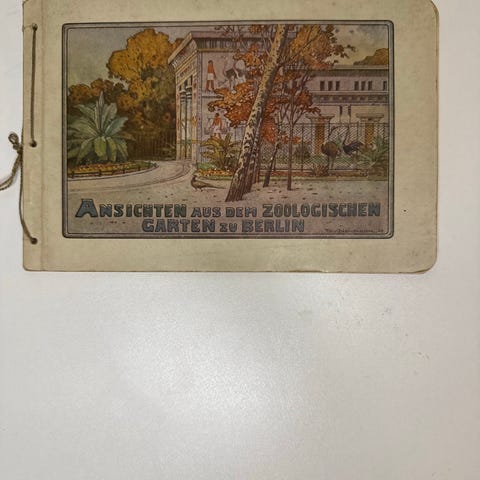 ANSICHTEN AUS DEM ZOOLOGISCHEN
GARTEN ZU BERLIN